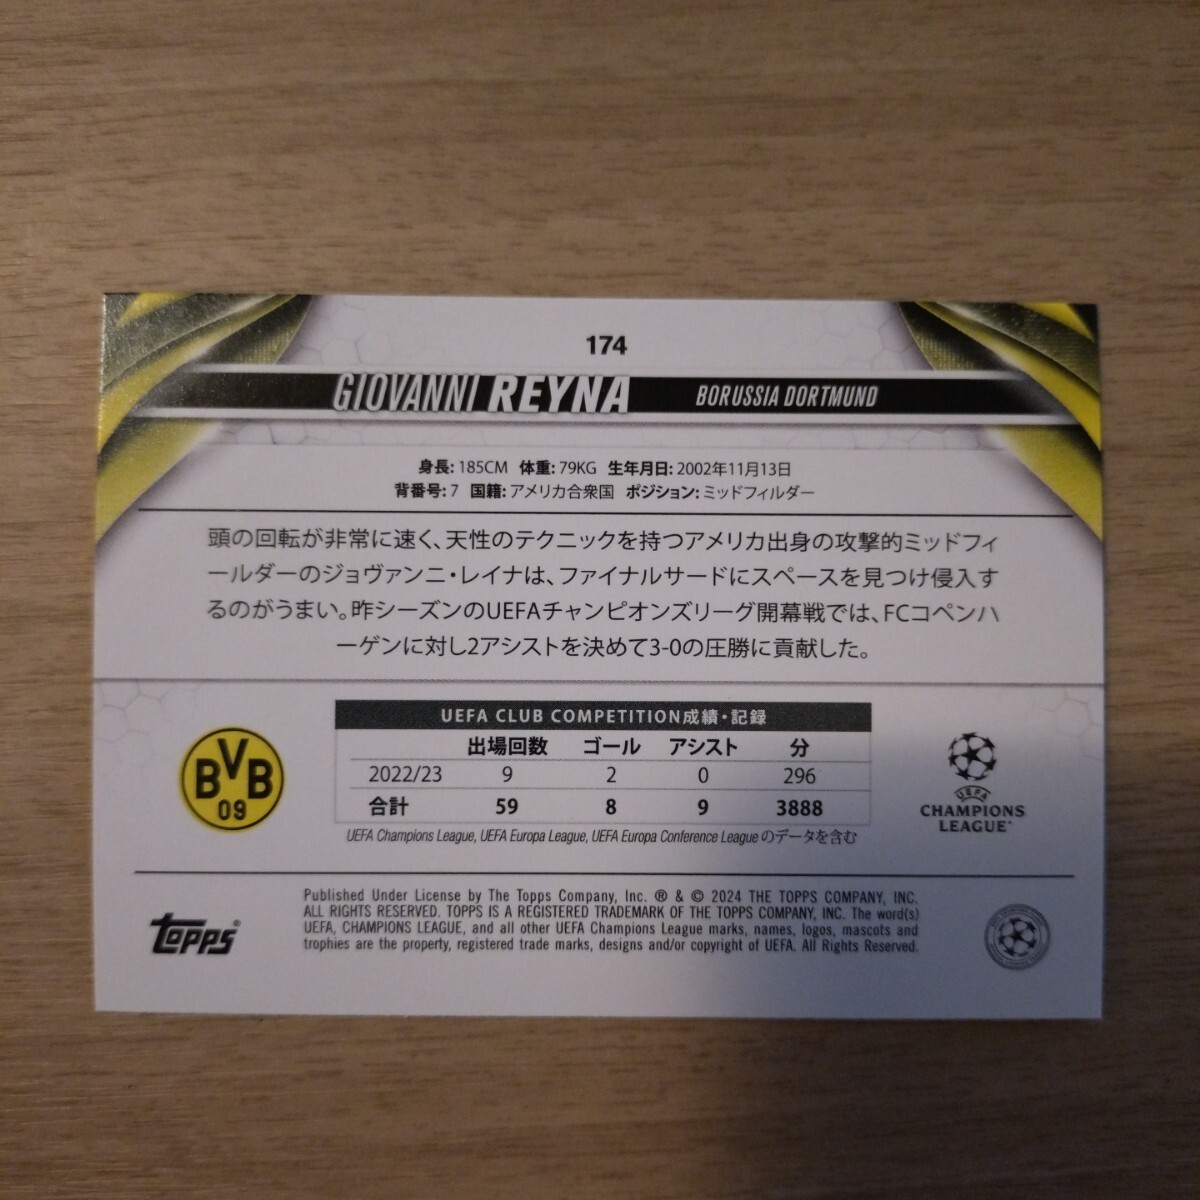 174
GIOVANNI REYNA BORUSSIA DORTMUND
身長: 185CM 体重: 79KG 生年月日: 2002年11月13日
背番号: 7 国籍: アメリカ合衆国 ポジション: ミッドフィルダー
頭の回転が非常に速く、天性のテクニックを持つアメリカ出身の攻撃的ミッドフィ
ールダーのジョヴァンニ・レイナは、ファイナルサードにスペースを見つけ侵入す
るのがうまい。昨シーズンのUEFAチャンピオンズリーグ開幕戦では、FCコペンハ
ーゲンに対し2アシストを決めて3-0の圧勝に貢献した。
BVB
09
UEFA CLUB COMPETITION成績・記録
出場回数 ゴール アシスト 分
2022/23 9 2 0 296
合計 59 8 9 3888
UEFA Champions League, UEFA Europa League, UEFA Europa Conference League のデータを含む
UEFA
CHAMPIONS
LEAGUE™
topps®
Published Under License by The Topps Company, Inc. ® & © 2024 THE TOPPS COMPANY, INC.
ALL RIGHTS RESERVED. TOPPS IS A REGISTERED TRADEMARK OF THE TOPPS COMPANY, INC. The word(s)
UEFA, CHAMPIONS LEAGUE, and all other UEFA Champions League marks, names, logos, mascots and
trophies are the property, registered trade marks, designs and/or copyright of UEFA. All Rights Reserved.